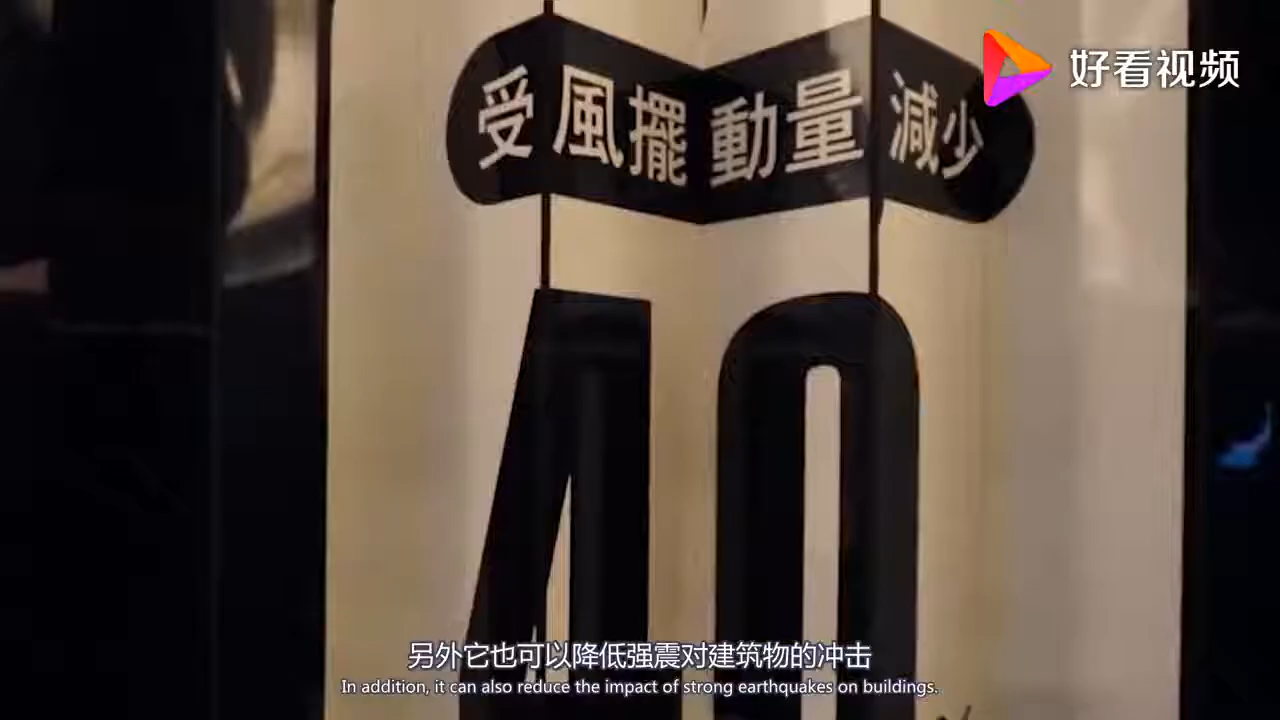 好看视频
受風擺動量減少
40
另外它也可以降低强震对建筑物的冲击
In addition, it can also reduce the impact of strong earthquakes on buildings.